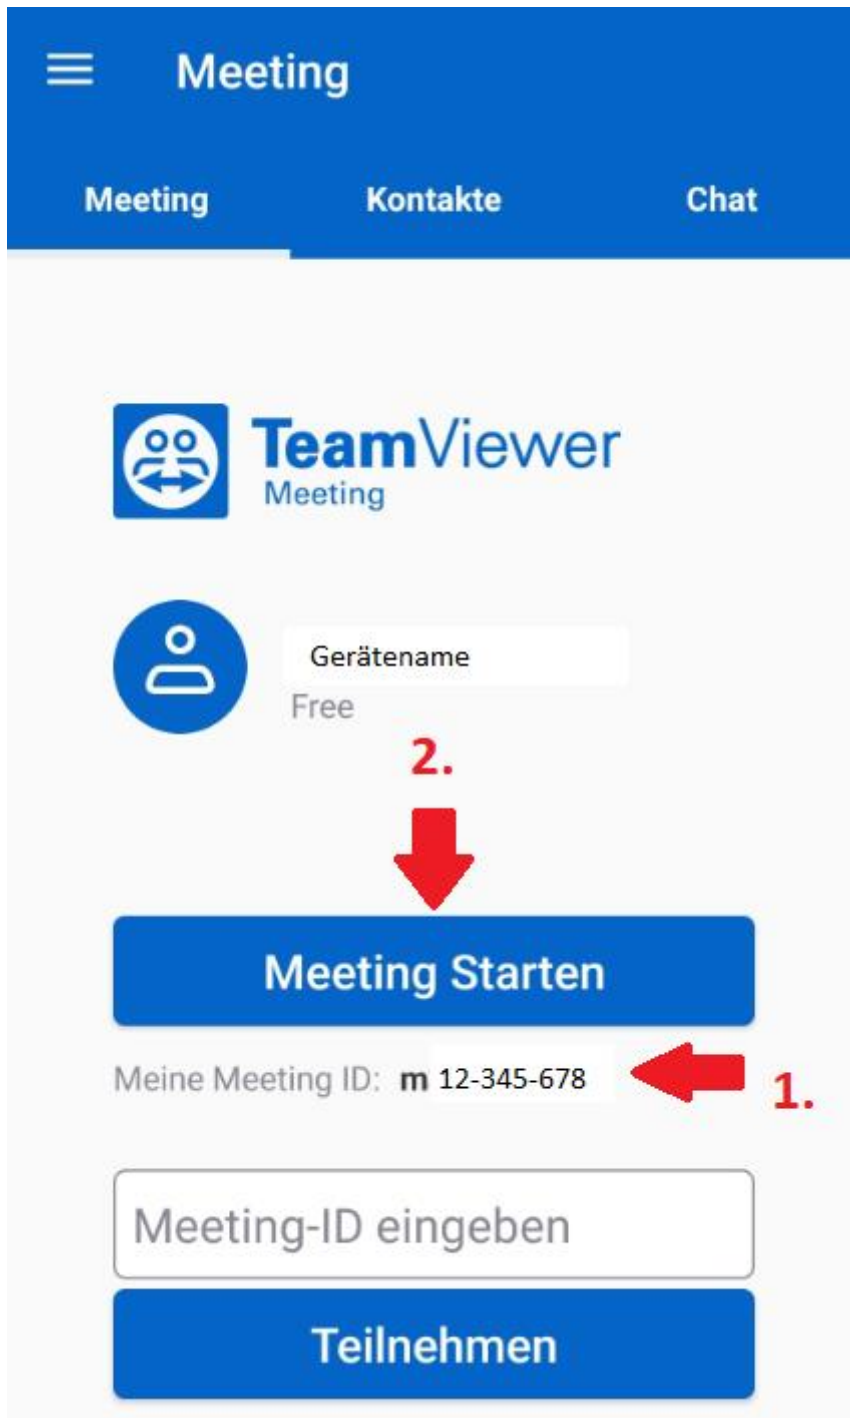 Meeting
Meeting Kontakte Chat
TeamViewer
Meeting
Gerätename
Free
2.
Meeting Starten
Meine Meeting ID: m 12-345-678
1.
Meeting-ID eingeben
Teilnehmen